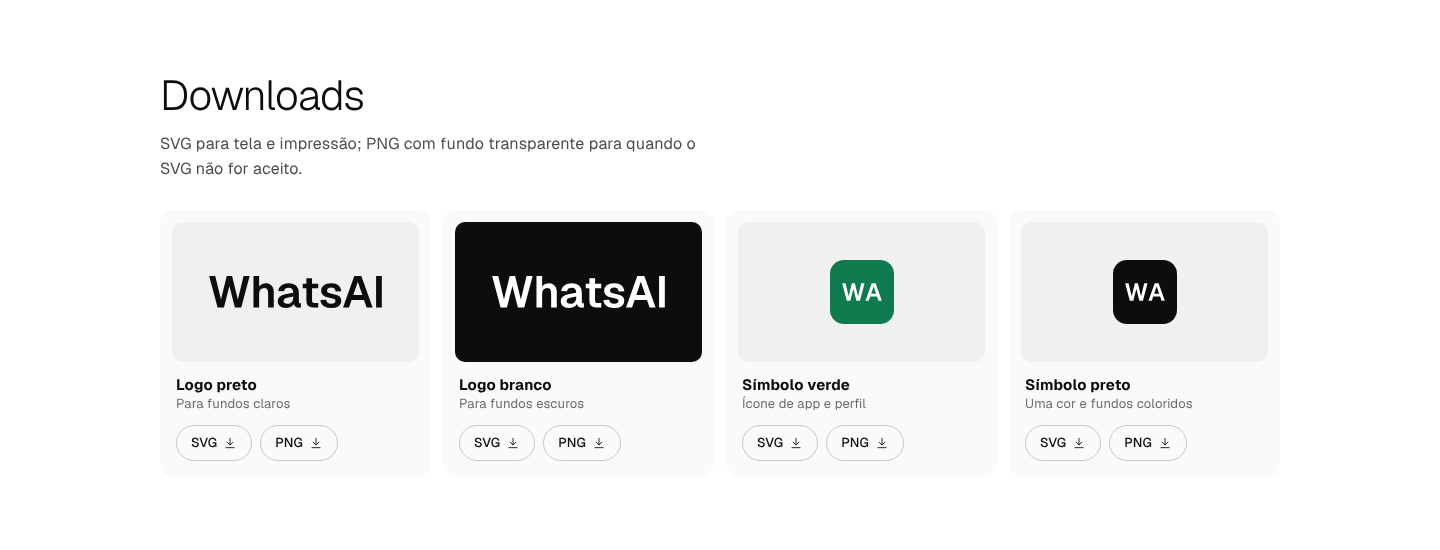 Downloads
SVG para tela e impressão; PNG com fundo transparente para quando o
SVG não for aceito.
WhatsAI
Logo preto
Para fundos claros
SVG
PNG
WhatsAI
Logo branco
Para fundos escuros
SVG
PNG
WA
Símbolo verde
Ícone de app e perfil
SVG
PNG
WA
Símbolo preto
Uma cor e fundos coloridos
SVG
PNG